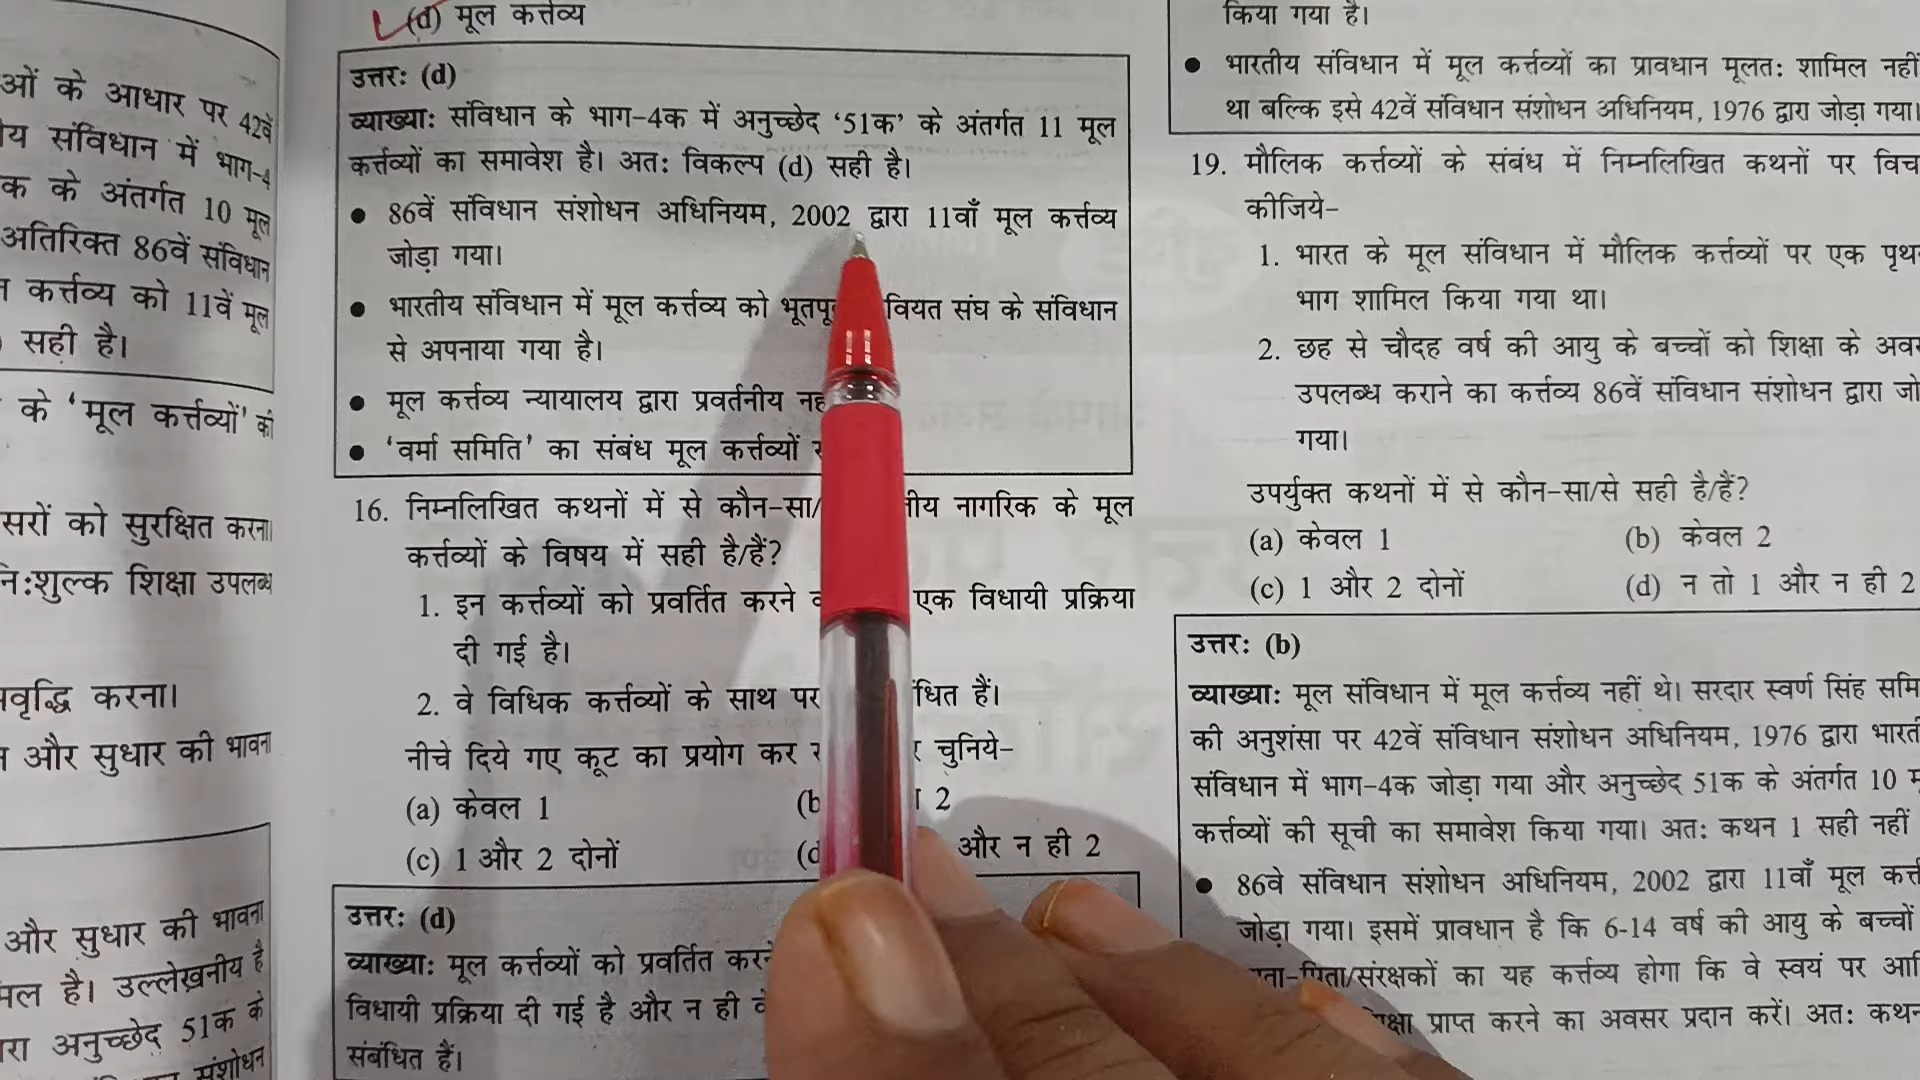 ओं के आधार पर 42वें
य संविधान में भाग-4
क के अंतर्गत 10 मूल
अतिरिक्त 86वें संविधान
कर्त्तव्य को 11वें मूल
सही है।
के 'मूल कर्त्तव्यों' की
सरों को सुरक्षित करना।
नि:शुल्क शिक्षा उपलब्ध
वृद्धि करना।
और सुधार की भावना
और सुधार की भावना
है। उल्लेखनीय है
रा अनुच्छेद 51क के
संशोधन
(d) मूल कर्त्तव्य
उत्तर: (d)
व्याख्या: संविधान के भाग-4क में अनुच्छेद '51क' के अंतर्गत 11 मूल
कर्त्तव्यों का समावेश है। अत: विकल्प (d) सही है।
• 86वें संविधान संशोधन अधिनियम, 2002 द्वारा 11वाँ मूल कर्त्तव्य
जोड़ा गया।
• भारतीय संविधान में मूल कर्त्तव्य को वियत संघ के संविधान
से अपनाया गया है।
• मूल कर्त्तव्य न्यायालय द्वारा प्रवर्तनीय
• 'वर्मा समिति' का संबंध मूल कर्त्तव्यों
16. निम्नलिखित कथनों में से कौन-सा/ नागरिक के मूल
कर्त्तव्यों के विषय में सही है/हैं?
1. इन कर्त्तव्यों को प्रवर्तित करने एक विधायी प्रक्रिया
दी गई है।
2. वे विधिक कर्त्तव्यों के साथ हैं।
नीचे दिये गए कूट का प्रयोग कर चुनिये-
(a) केवल 1
(b 2
(c) 1 और 2 दोनों
(d और न ही 2
उत्तर: (d)
व्याख्या: मूल कर्त्तव्यों को प्रवर्तित
विधायी प्रक्रिया दी गई है और न ही
संबंधित हैं।
किया गया है।
• भारतीय संविधान में मूल कर्त्तव्यों का प्रावधान मूलत: शामिल नहीं
था बल्कि इसे 42वें संविधान संशोधन अधिनियम, 1976 द्वारा जोड़ा गया।
19. मौलिक कर्त्तव्यों के संबंध में निम्नलिखित कथनों पर विच
कीजिये-
1. भारत के मूल संविधान में मौलिक कर्त्तव्यों पर एक पृथ
भाग शामिल किया गया था।
2. छह से चौदह वर्ष की आयु के बच्चों को शिक्षा के अव
उपलब्ध कराने का कर्त्तव्य 86वें संविधान संशोधन द्वारा जो
गया।
उपर्युक्त कथनों में से कौन-सा/से सही है/हैं?
(a) केवल 1
(b) केवल 2
(c) 1 और 2 दोनों
(d) न तो 1 और न ही 2
उत्तर: (b)
व्याख्या: मूल संविधान में मूल कर्त्तव्य नहीं थे। सरदार स्वर्ण सिंह समि
की अनुशंसा पर 42वें संविधान संशोधन अधिनियम, 1976 द्वारा भारती
संविधान में भाग-4क जोड़ा गया और अनुच्छेद 51क के अंतर्गत 10 म
कर्त्तव्यों की सूची का समावेश किया गया। अत: कथन 1 सही नहीं
• 86वे संविधान संशोधन अधिनियम, 2002 द्वारा 11वाँ मूल कर्त्त
जोड़ा गया। इसमें प्रावधान है कि 6-14 वर्ष की आयु के बच्चों
ता-पिता/संरक्षकों का यह कर्त्तव्य होगा कि वे स्वयं पर आ
प्राप्त करने का अवसर प्रदान करें। अत: कथन